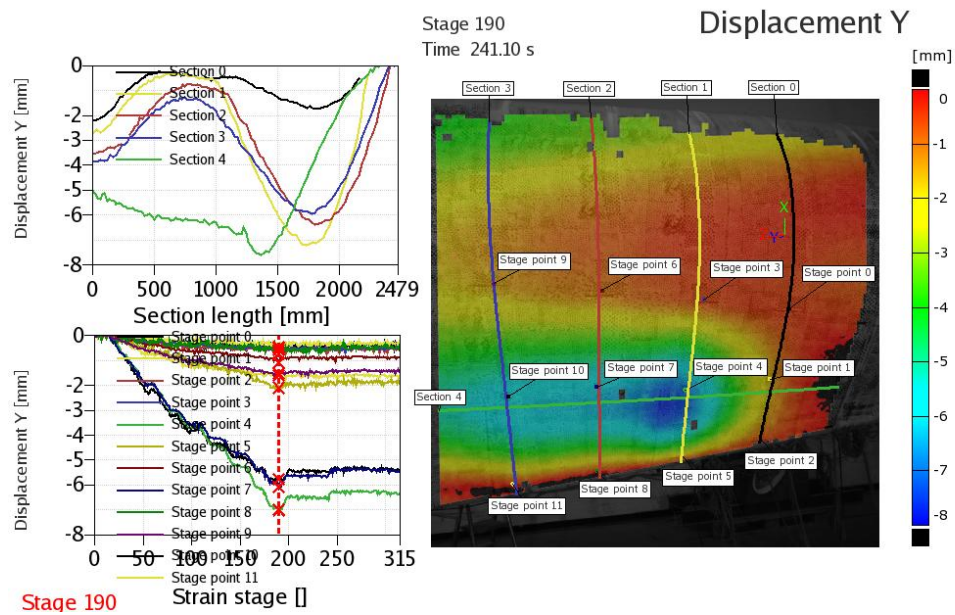 Stage 190
Time 241.10 s
Displacement Y
[mm]
Displacement Y [mm]
0
-2
-3
-4
-5
-6
-8
Section 0
Section 1
Section 2
Section 3
Section 4
0 500 1000 1500 2000 2479
Section length [mm]
Displacement Y [mm]
0
-2
-3
-4
-5
-6
-8
Stage point 0
Stage point 1
Stage point 2
Stage point 3
Stage point 4
Stage point 5
Stage point 6
Stage point 7
Stage point 8
Stage point 9
Stage point 10
Stage point 11
0 50 100 150 200 250 315
Strain stage []
Stage 190
Section 3 Section 2 Section 1 Section 0
X
Y
Stage point 9 Stage point 6 Stage point 3 Stage point 0
Stage point 10 Stage point 7 Stage point 4 Stage point 1
Section 4
Stage point 2
Stage point 5
Stage point 8
Stage point 11
0
-1
-2
-3
-4
-5
-6
-7
-8